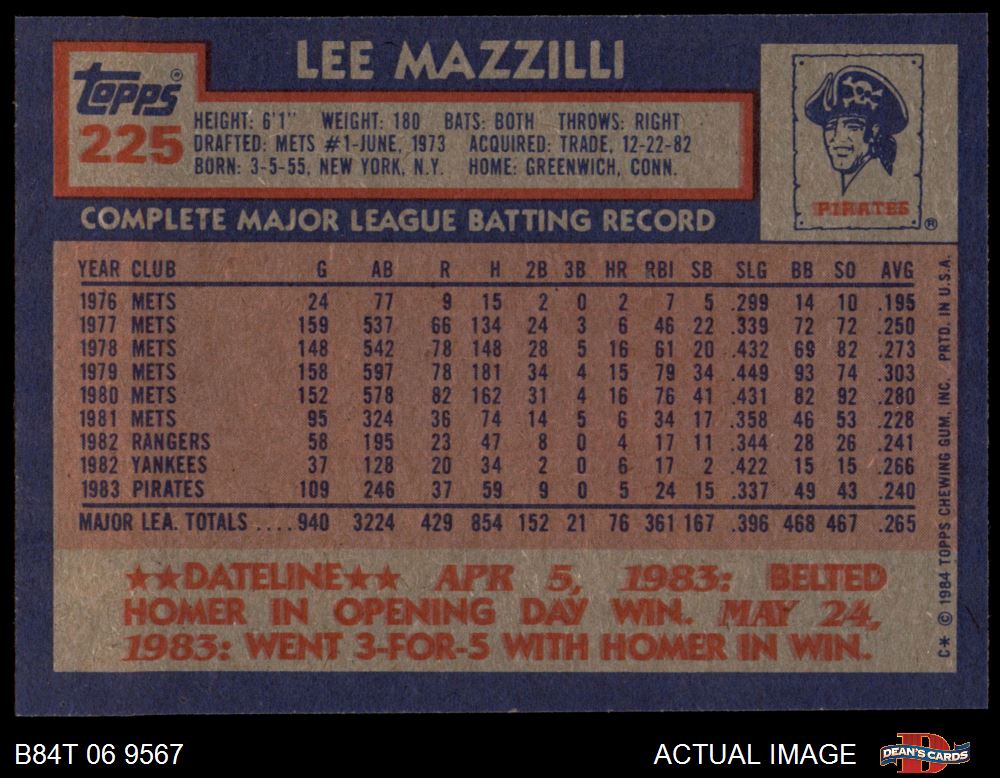 LEE MAZZILLI
topps®
225
HEIGHT: 6'1" WEIGHT: 180 BATS: BOTH THROWS: RIGHT
DRAFTED: METS #1-JUNE, 1973 ACQUIRED: TRADE, 12-22-82
BORN: 3-5-55, NEW YORK, N.Y. HOME: GREENWICH, CONN.
PIRATES ®
COMPLETE MAJOR LEAGUE BATTING RECORD
YEAR CLUB G AB R H 2B 3B HR RBI SB SLG BB SO AVG
1976 METS 24 77 9 15 2 0 2 7 5 .299 14 10 .195
1977 METS 159 537 66 134 24 3 6 46 22 .339 72 72 .250
1978 METS 148 542 78 148 28 5 16 61 20 .432 69 82 .273
1979 METS 158 597 78 181 34 4 15 79 34 .449 93 74 .303
1980 METS 152 578 82 162 31 4 16 76 41 .431 82 92 .280
1981 METS 95 324 36 74 14 5 6 34 17 .358 46 53 .228
1982 RANGERS 58 195 23 47 8 0 4 17 11 .344 28 26 .241
1982 YANKEES 37 128 20 34 2 0 6 17 2 .422 15 15 .266
1983 PIRATES 109 246 37 59 9 0 5 24 15 .337 49 43 .240
MAJOR LEA. TOTALS ....940 3224 429 854 152 21 76 361 167 .396 468 467 .265
★★DATELINE★★ APR 5, 1983: BELTED
HOMER IN OPENING DAY WIN. MAY 24,
1983: WENT 3-FOR-5 WITH HOMER IN WIN.
C* © 1984 TOPPS CHEWING GUM, INC. PRTD. IN U.S.A.
B84T 06 9567
ACTUAL IMAGE
DEAN'S CARDS